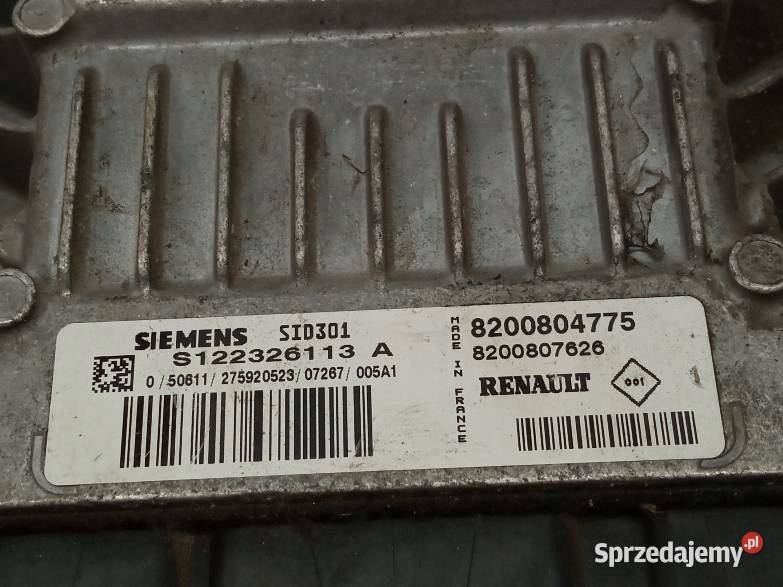 SIEMENS SID301
S122326113 A
0 / 50611 / 275920523 / 07267 / 005A1
MADE IN FRANCE
8200804775
8200807626
RENAULT 001
Sprzedajemy.pl